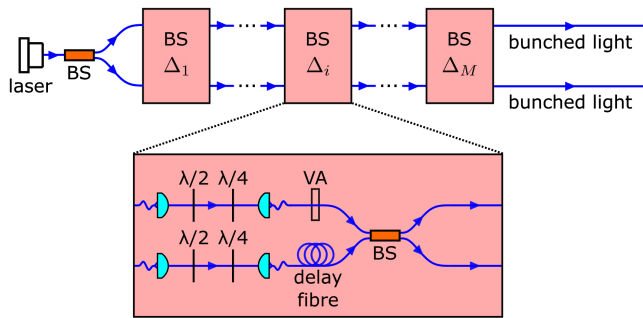 laser
BS
BS
Δ₁
...
BS
Δᵢ
...
BS
Δ_M
bunched light
bunched light
λ/2 λ/4 VA
λ/2 λ/4
delay
fibre
BS